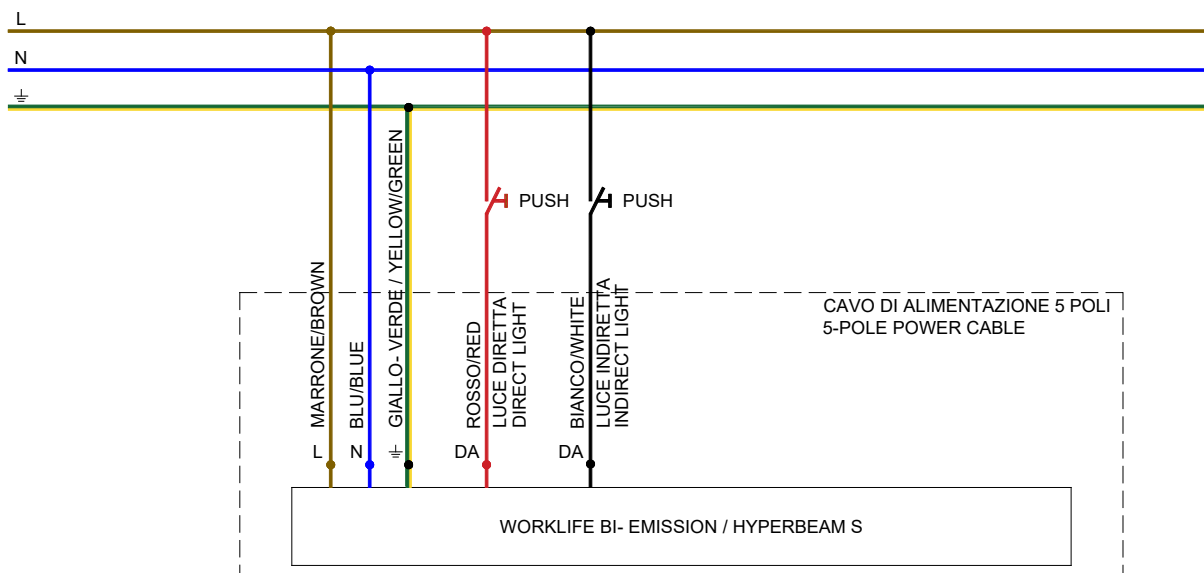 L
N
PUSH
PUSH
CAVO DI ALIMENTAZIONE 5 POLI
5-POLE POWER CABLE
MARRONE/BROWN
BLU/BLUE
GIALLO- VERDE / YELLOW/GREEN
ROSSO/RED
LUCE DIRETTA
DIRECT LIGHT
BIANCO/WHITE
LUCE INDIRETTA
INDIRECT LIGHT
L
N
DA
DA
WORKLIFE BI- EMISSION / HYPERBEAM S